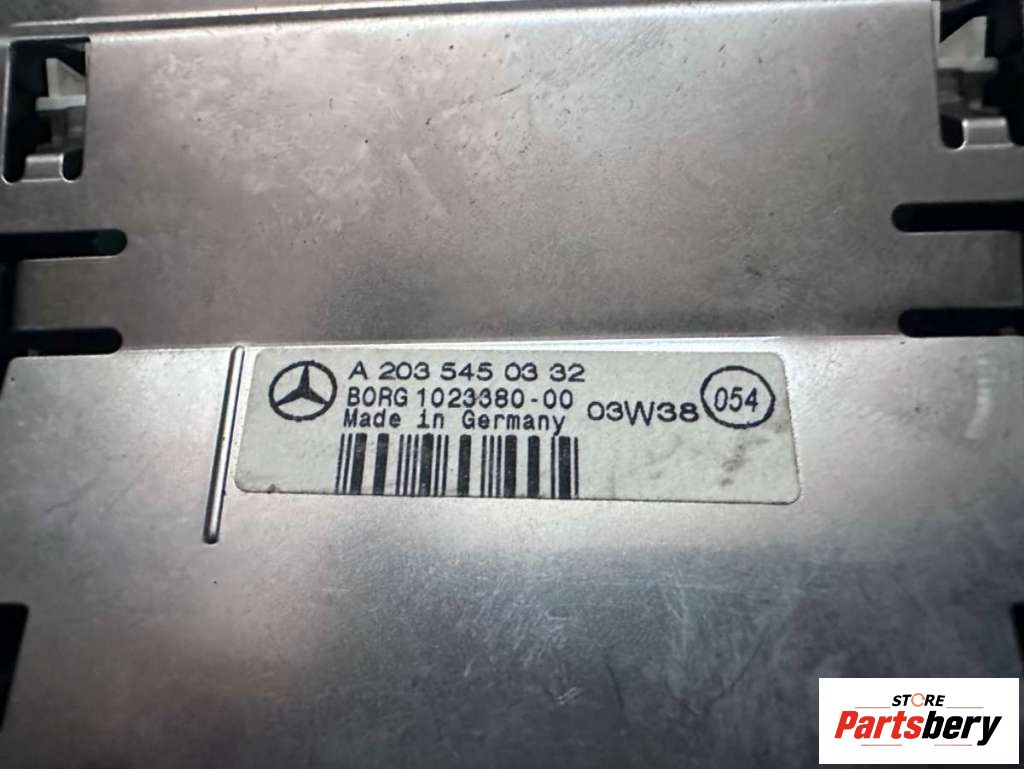 A 203 545 03 32
BORG 1023380-00
Made in Germany
03W38
054
STORE
Partsbery